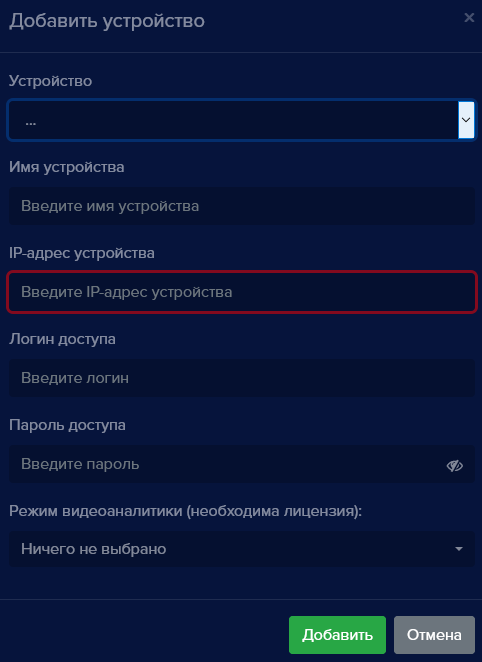 Добавить устройство
×
Устройство
...
Имя устройства
Введите имя устройства
IP-адрес устройства
Введите IP-адрес устройства
Логин доступа
Введите логин
Пароль доступа
Введите пароль
Режим видеоаналитики (необходима лицензия):
Ничего не выбрано
Добавить Отмена